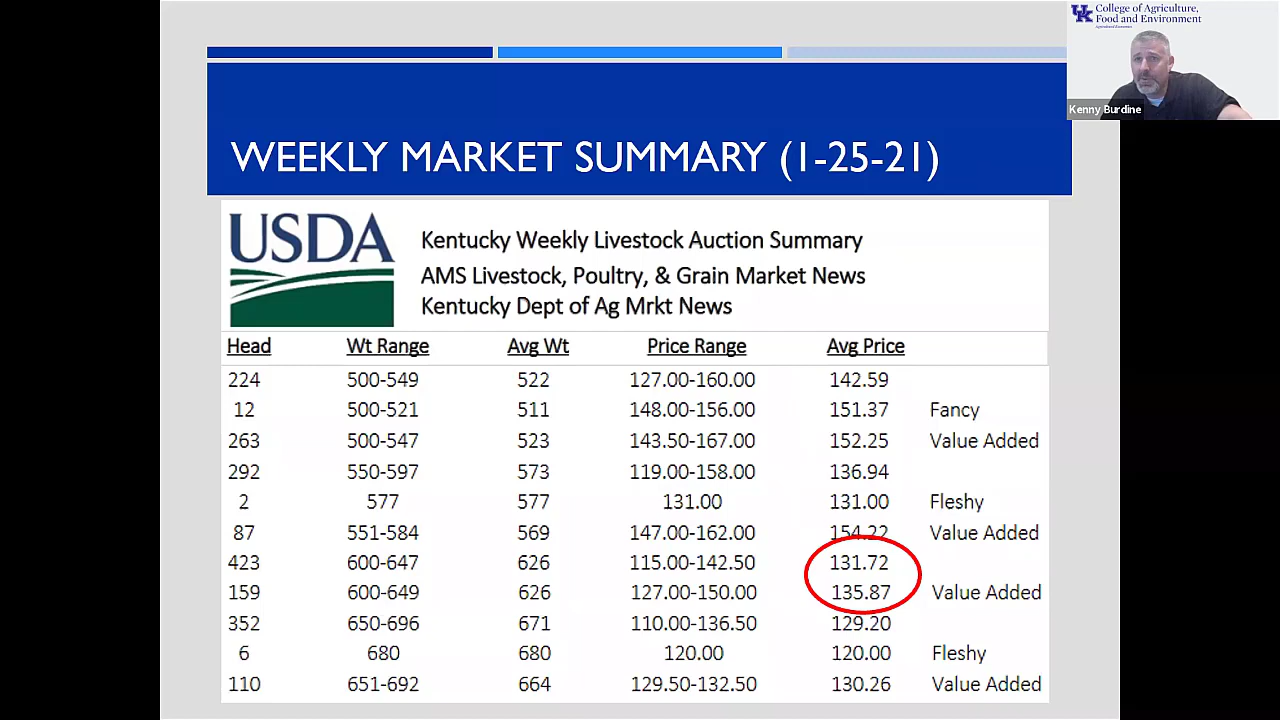 UK College of Agriculture,
Food and Environment
Agricultural Economics
Kenny Burdine
WEEKLY MARKET SUMMARY (1-25-21)
USDA
Kentucky Weekly Livestock Auction Summary
AMS Livestock, Poultry, & Grain Market News
Kentucky Dept of Ag Mrkt News
Head Wt Range Avg Wt Price Range Avg Price
224 500-549 522 127.00-160.00 142.59
12 500-521 511 148.00-156.00 151.37 Fancy
263 500-547 523 143.50-167.00 152.25 Value Added
292 550-597 573 119.00-158.00 136.94
2 577 577 131.00 131.00 Fleshy
87 551-584 569 147.00-162.00 154.22 Value Added
423 600-647 626 115.00-142.50 131.72
159 600-649 626 127.00-150.00 135.87 Value Added
352 650-696 671 110.00-136.50 129.20
6 680 680 120.00 120.00 Fleshy
110 651-692 664 129.50-132.50 130.26 Value Added